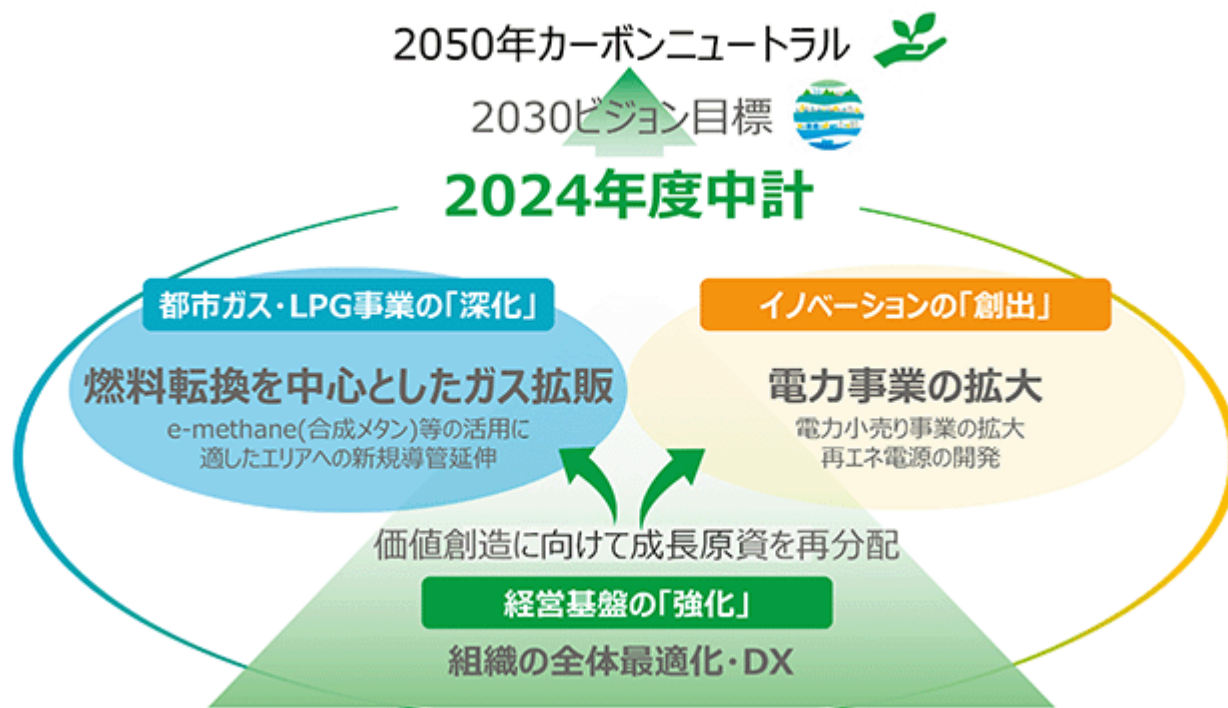 2050年カーボンニュートラル
2030ビジョン目標
2024年度中計
都市ガス・LPG事業の「深化」
燃料転換を中心としたガス拡販
e-methane(合成メタン)等の活用に
適したエリアへの新規導管延伸
イノベーションの「創出」
電力事業の拡大
電力小売り事業の拡大
再エネ電源の開発
価値創造に向けて成長原資を再分配
経営基盤の「強化」
組織の全体最適化・DX